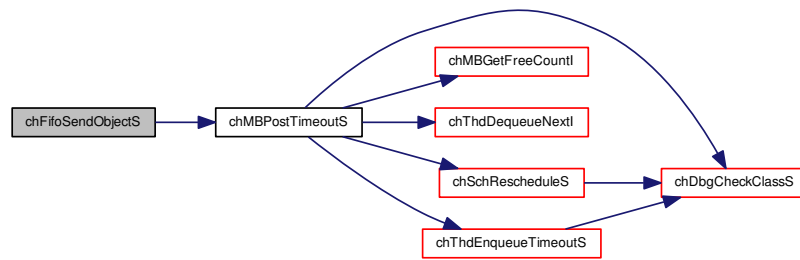 chFifoSendObjectS
chMBPostTimeoutS
chMBGetFreeCountI
chThdDequeueNextI
chSchRescheduleS
chThdEnqueueTimeoutS
chDbgCheckClassS